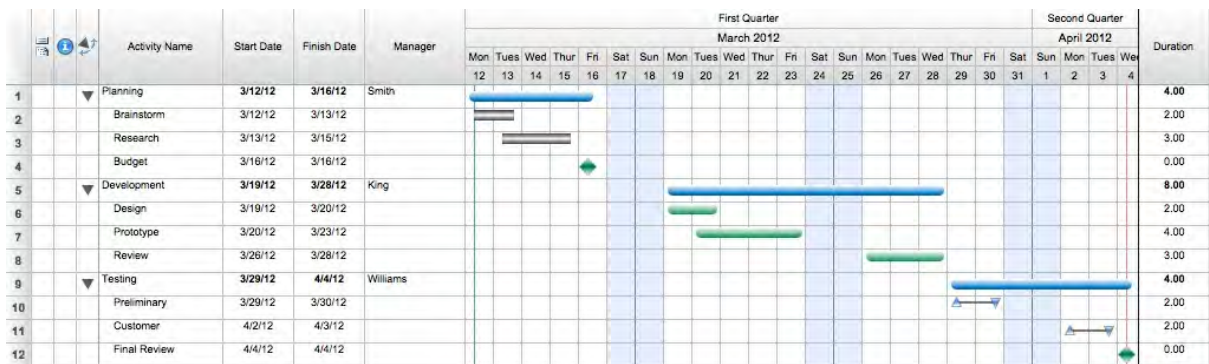 First Quarter Second Quarter
March 2012 April 2012
Activity Name Start Date Finish Date Manager Duration
Mon Tues Wed Thur Fri Sat Sun Mon Tues Wed Thur Fri Sat Sun Mon Tues Wed Thur Fri Sat Sun Mon Tues We
12 13 14 15 16 17 18 19 20 21 22 23 24 25 26 27 28 29 30 31 1 2 3 4
1 Planning 3/12/12 3/16/12 Smith 4.00
2 Brainstorm 3/12/12 3/13/12 2.00
3 Research 3/13/12 3/15/12 3.00
4 Budget 3/16/12 3/16/12 0.00
5 Development 3/19/12 3/28/12 King 8.00
6 Design 3/19/12 3/20/12 2.00
7 Prototype 3/20/12 3/23/12 4.00
8 Review 3/26/12 3/28/12 3.00
9 Testing 3/29/12 4/4/12 Williams 4.00
10 Preliminary 3/29/12 3/30/12 2.00
11 Customer 4/2/12 4/3/12 2.00
12 Final Review 4/4/12 4/4/12 0.00